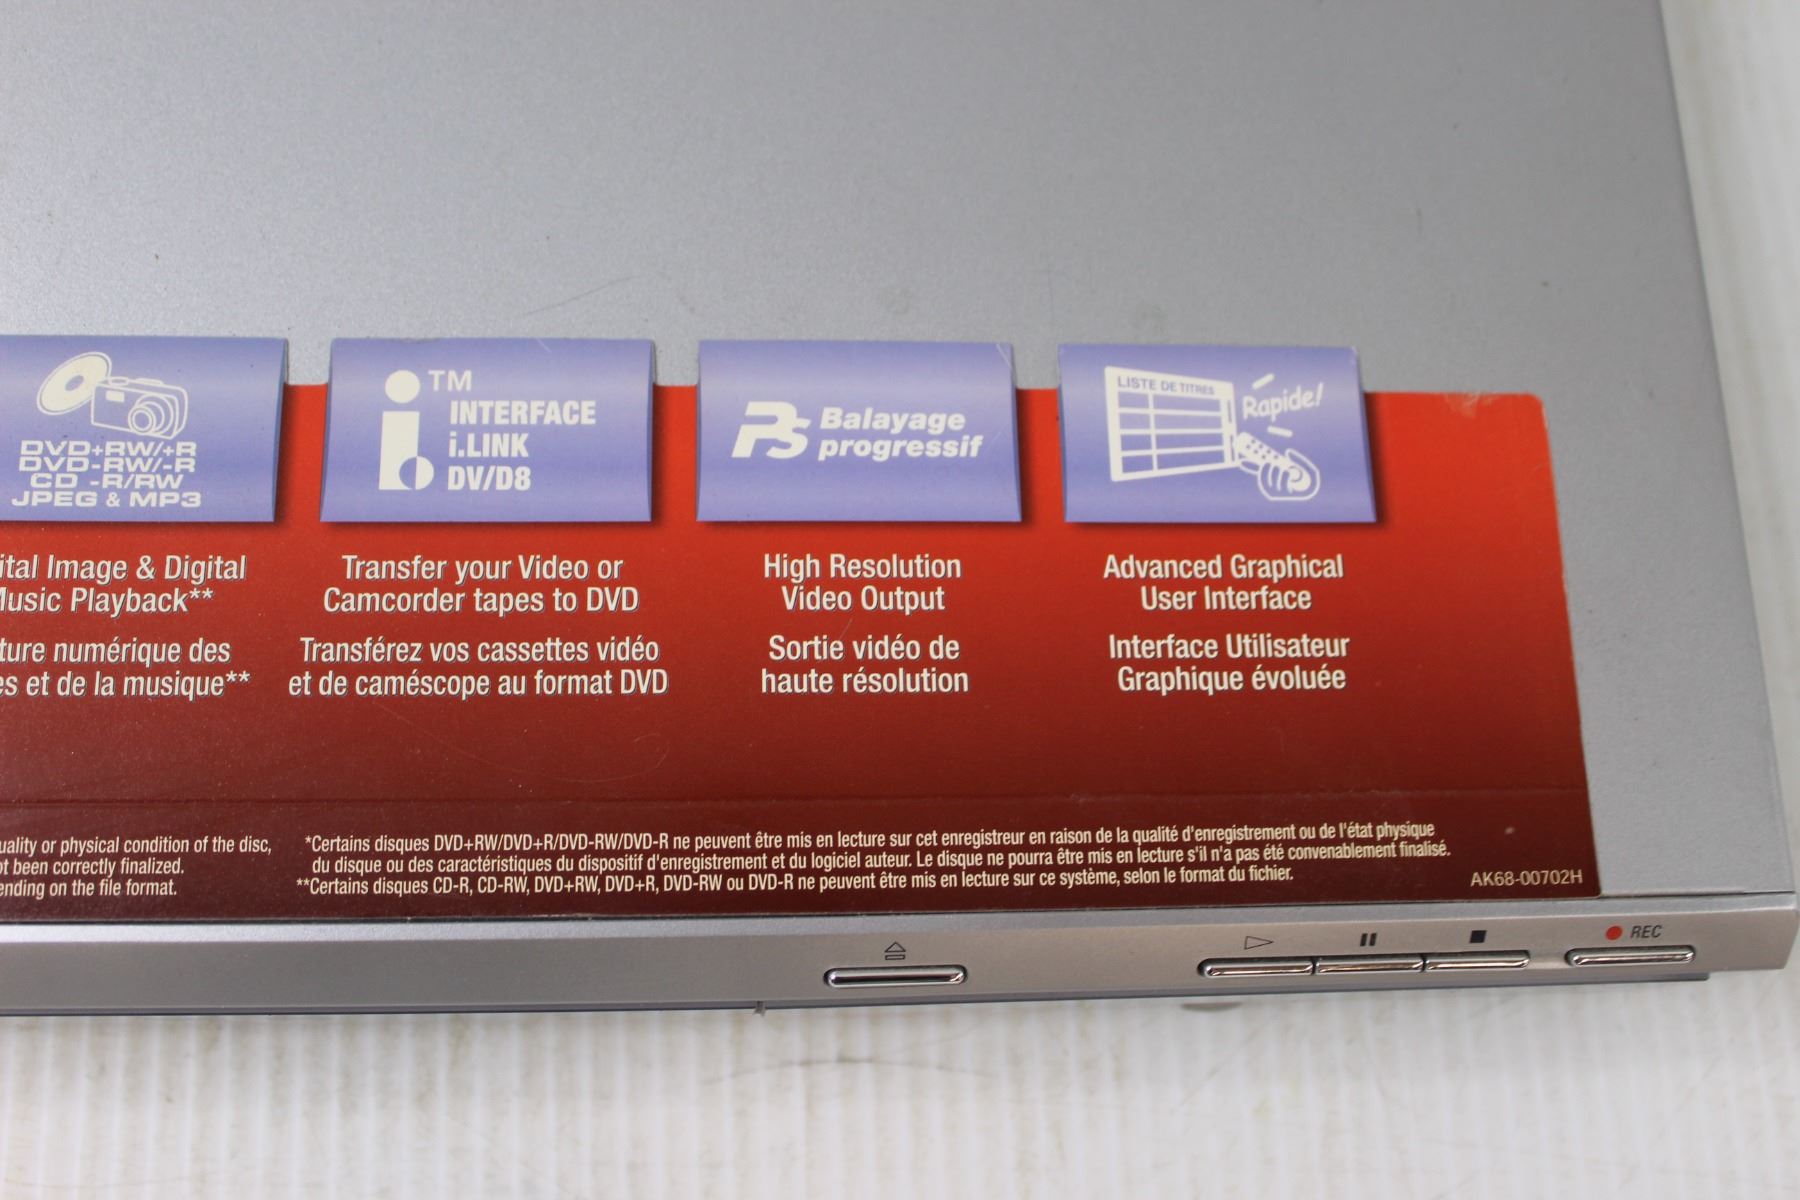 DVD+RW/+R
DVD-RW/-R
CD -R/RW
JPEG & MP3
TM
INTERFACE
i.LINK
DV/D8
PS Balayage
progressif
LISTE DE TITRES
Rapide!
Image & Digital
Playback**
numérique des
et de la musique**
Transfer your Video or
Camcorder tapes to DVD
Transférez vos cassettes vidéo
et de caméscope au format DVD
High Resolution
Video Output
Sortie vidéo de
haute résolution
Advanced Graphical
User Interface
Interface Utilisateur
Graphique évoluée
or physical condition of the disc,
been correctly finalized.
on the file format.
*Certains disques DVD+RW/DVD+R/DVD-RW/DVD-R ne peuvent être mis en lecture sur cet enregistreur en raison de la qualité d'enregistrement ou de l'état physique
du disque ou des caractéristiques du dispositif d'enregistrement et du logiciel auteur. Le disque ne pourra être mis en lecture s'il n'a pas été convenablement finalisé.
**Certains disques CD-R, CD-RW, DVD+RW, DVD+R, DVD-RW ou DVD-R ne peuvent être mis en lecture sur ce système, selon le format du fichier.
AK68-00702H
REC